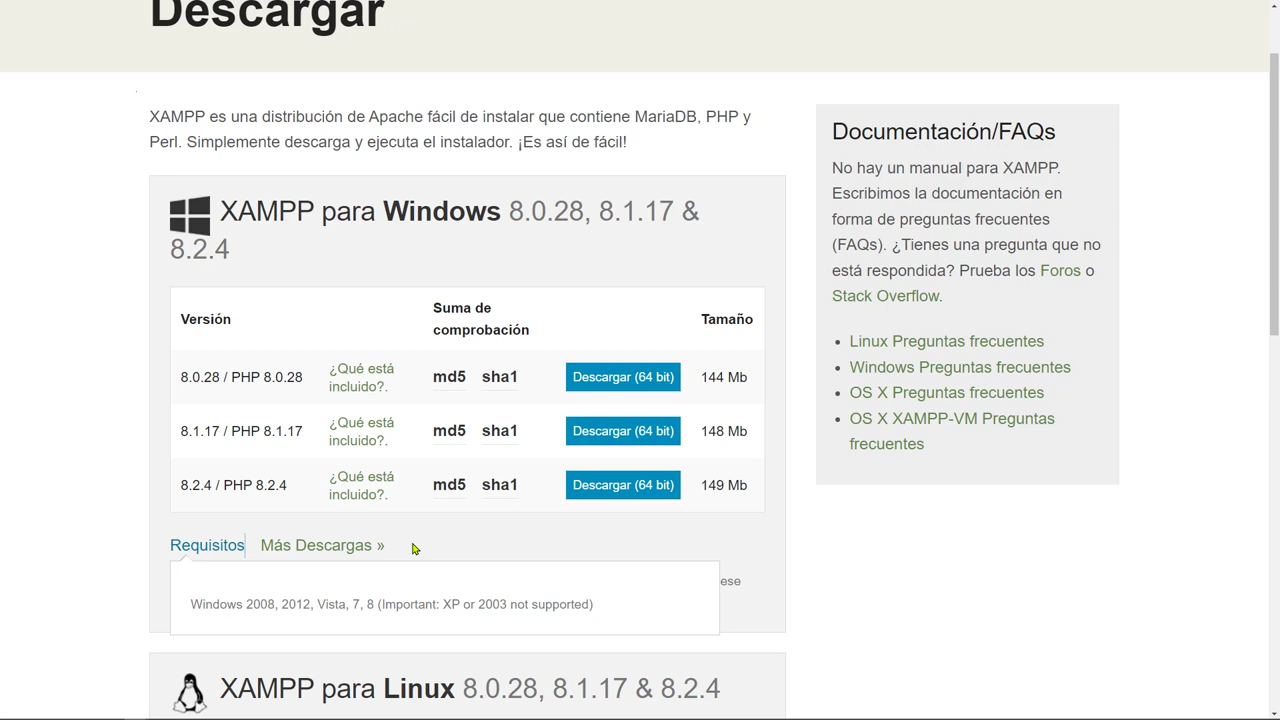 Descargar
XAMPP es una distribución de Apache fácil de instalar que contiene MariaDB, PHP y
Perl. Simplemente descarga y ejecuta el instalador. ¡Es así de fácil!
XAMPP para Windows 8.0.28, 8.1.17 &
8.2.4
Versión
Suma de
comprobación
Tamaño
8.0.28 / PHP 8.0.28
¿Qué está
incluido?.
md5 sha1
Descargar (64 bit)
144 Mb
8.1.17 / PHP 8.1.17
¿Qué está
incluido?.
md5 sha1
Descargar (64 bit)
148 Mb
8.2.4 / PHP 8.2.4
¿Qué está
incluido?.
md5 sha1
Descargar (64 bit)
149 Mb
Requisitos Más Descargas »
ese
Windows 2008, 2012, Vista, 7, 8 (Important: XP or 2003 not supported)
XAMPP para Linux 8.0.28, 8.1.17 & 8.2.4
Documentación/FAQs
No hay un manual para XAMPP.
Escribimos la documentación en
forma de preguntas frecuentes
(FAQs). ¿Tienes una pregunta que no
está respondida? Prueba los Foros o
Stack Overflow.
Linux Preguntas frecuentes
Windows Preguntas frecuentes
OS X Preguntas frecuentes
OS X XAMPP-VM Preguntas
frecuentes